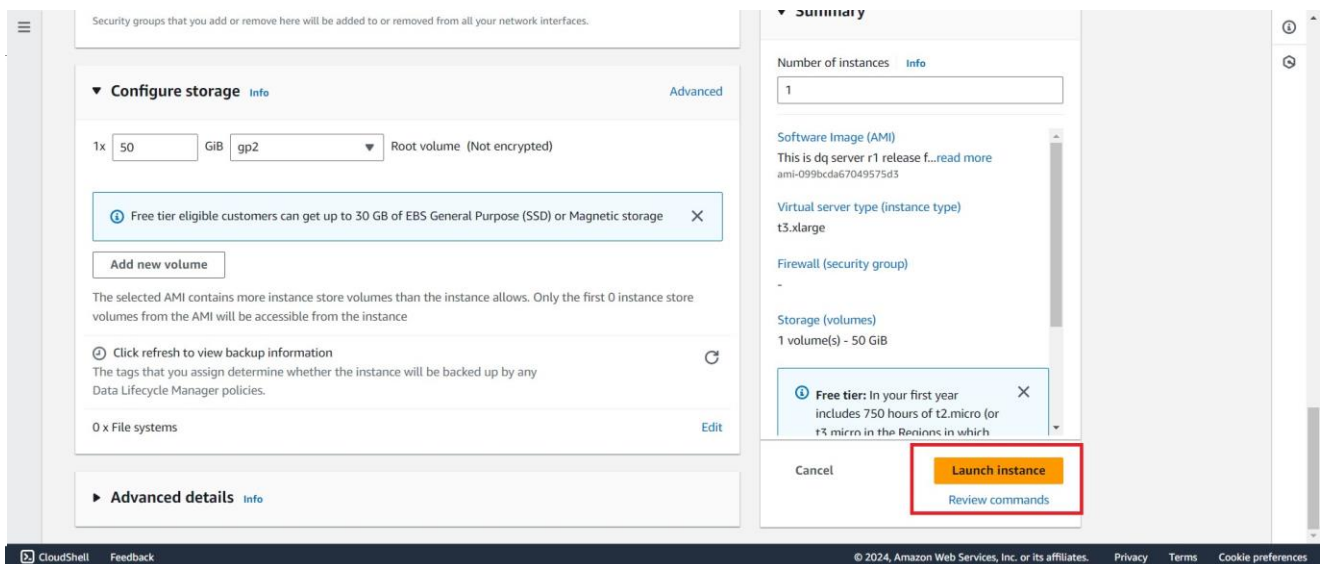 Security groups that you add or remove here will be added to or removed from all your network interfaces.
Configure storage Info
Advanced
1x 50 GiB gp2 Root volume (Not encrypted)
Free tier eligible customers can get up to 30 GB of EBS General Purpose (SSD) or Magnetic storage
Add new volume
The selected AMI contains more instance store volumes than the instance allows. Only the first 0 instance store
volumes from the AMI will be accessible from the instance
Click refresh to view backup information
The tags that you assign determine whether the instance will be backed up by any
Data Lifecycle Manager policies.
0 x File systems
Edit
Advanced details Info
Summary
Number of instances Info
1
Software Image (AMI)
This is dq server r1 release f...read more
ami-099bcda67049575d3
Virtual server type (instance type)
t3.xlarge
Firewall (security group)
-
Storage (volumes)
1 volume(s) - 50 GiB
Free tier: In your first year
includes 750 hours of t2.micro (or
t3.micro in the Regions in which
Cancel
Launch instance
Review commands
CloudShell Feedback
© 2024, Amazon Web Services, Inc. or its affiliates. Privacy Terms Cookie preferences